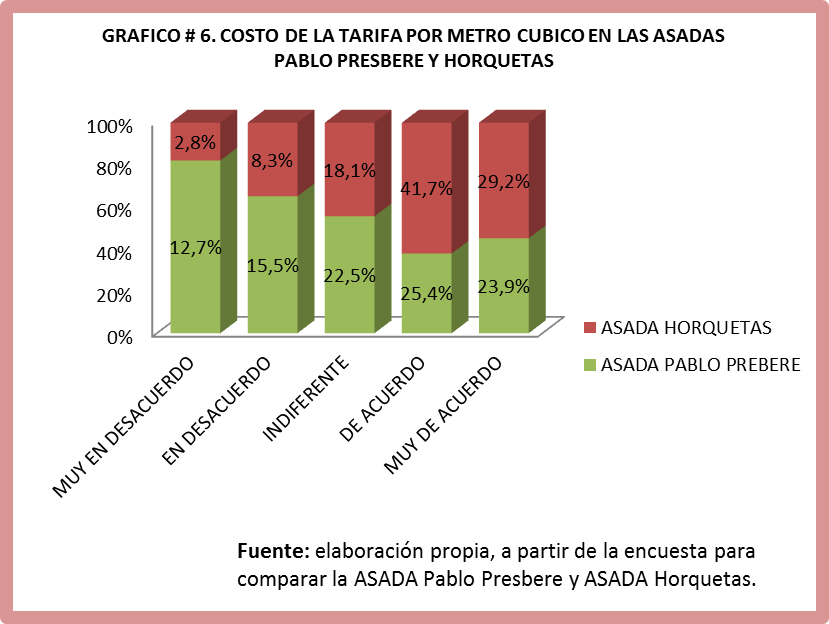 GRAFICO # 6. COSTO DE LA TARIFA POR METRO CUBICO EN LAS ASADAS
PABLO PRESBERE Y HORQUETAS
100%
80%
60%
40%
20%
0%
2,8%
8,3%
18,1%
41,7%
29,2%
12,7%
15,5%
22,5%
25,4%
23,9%
MUY EN DESACUERDO
EN DESACUERDO
INDIFERENTE
DE ACUERDO
MUY DE ACUERDO
ASADA HORQUETAS
ASADA PABLO PREBERE
Fuente: elaboración propia, a partir de la encuesta para
comparar la ASADA Pablo Presbere y ASADA Horquetas.